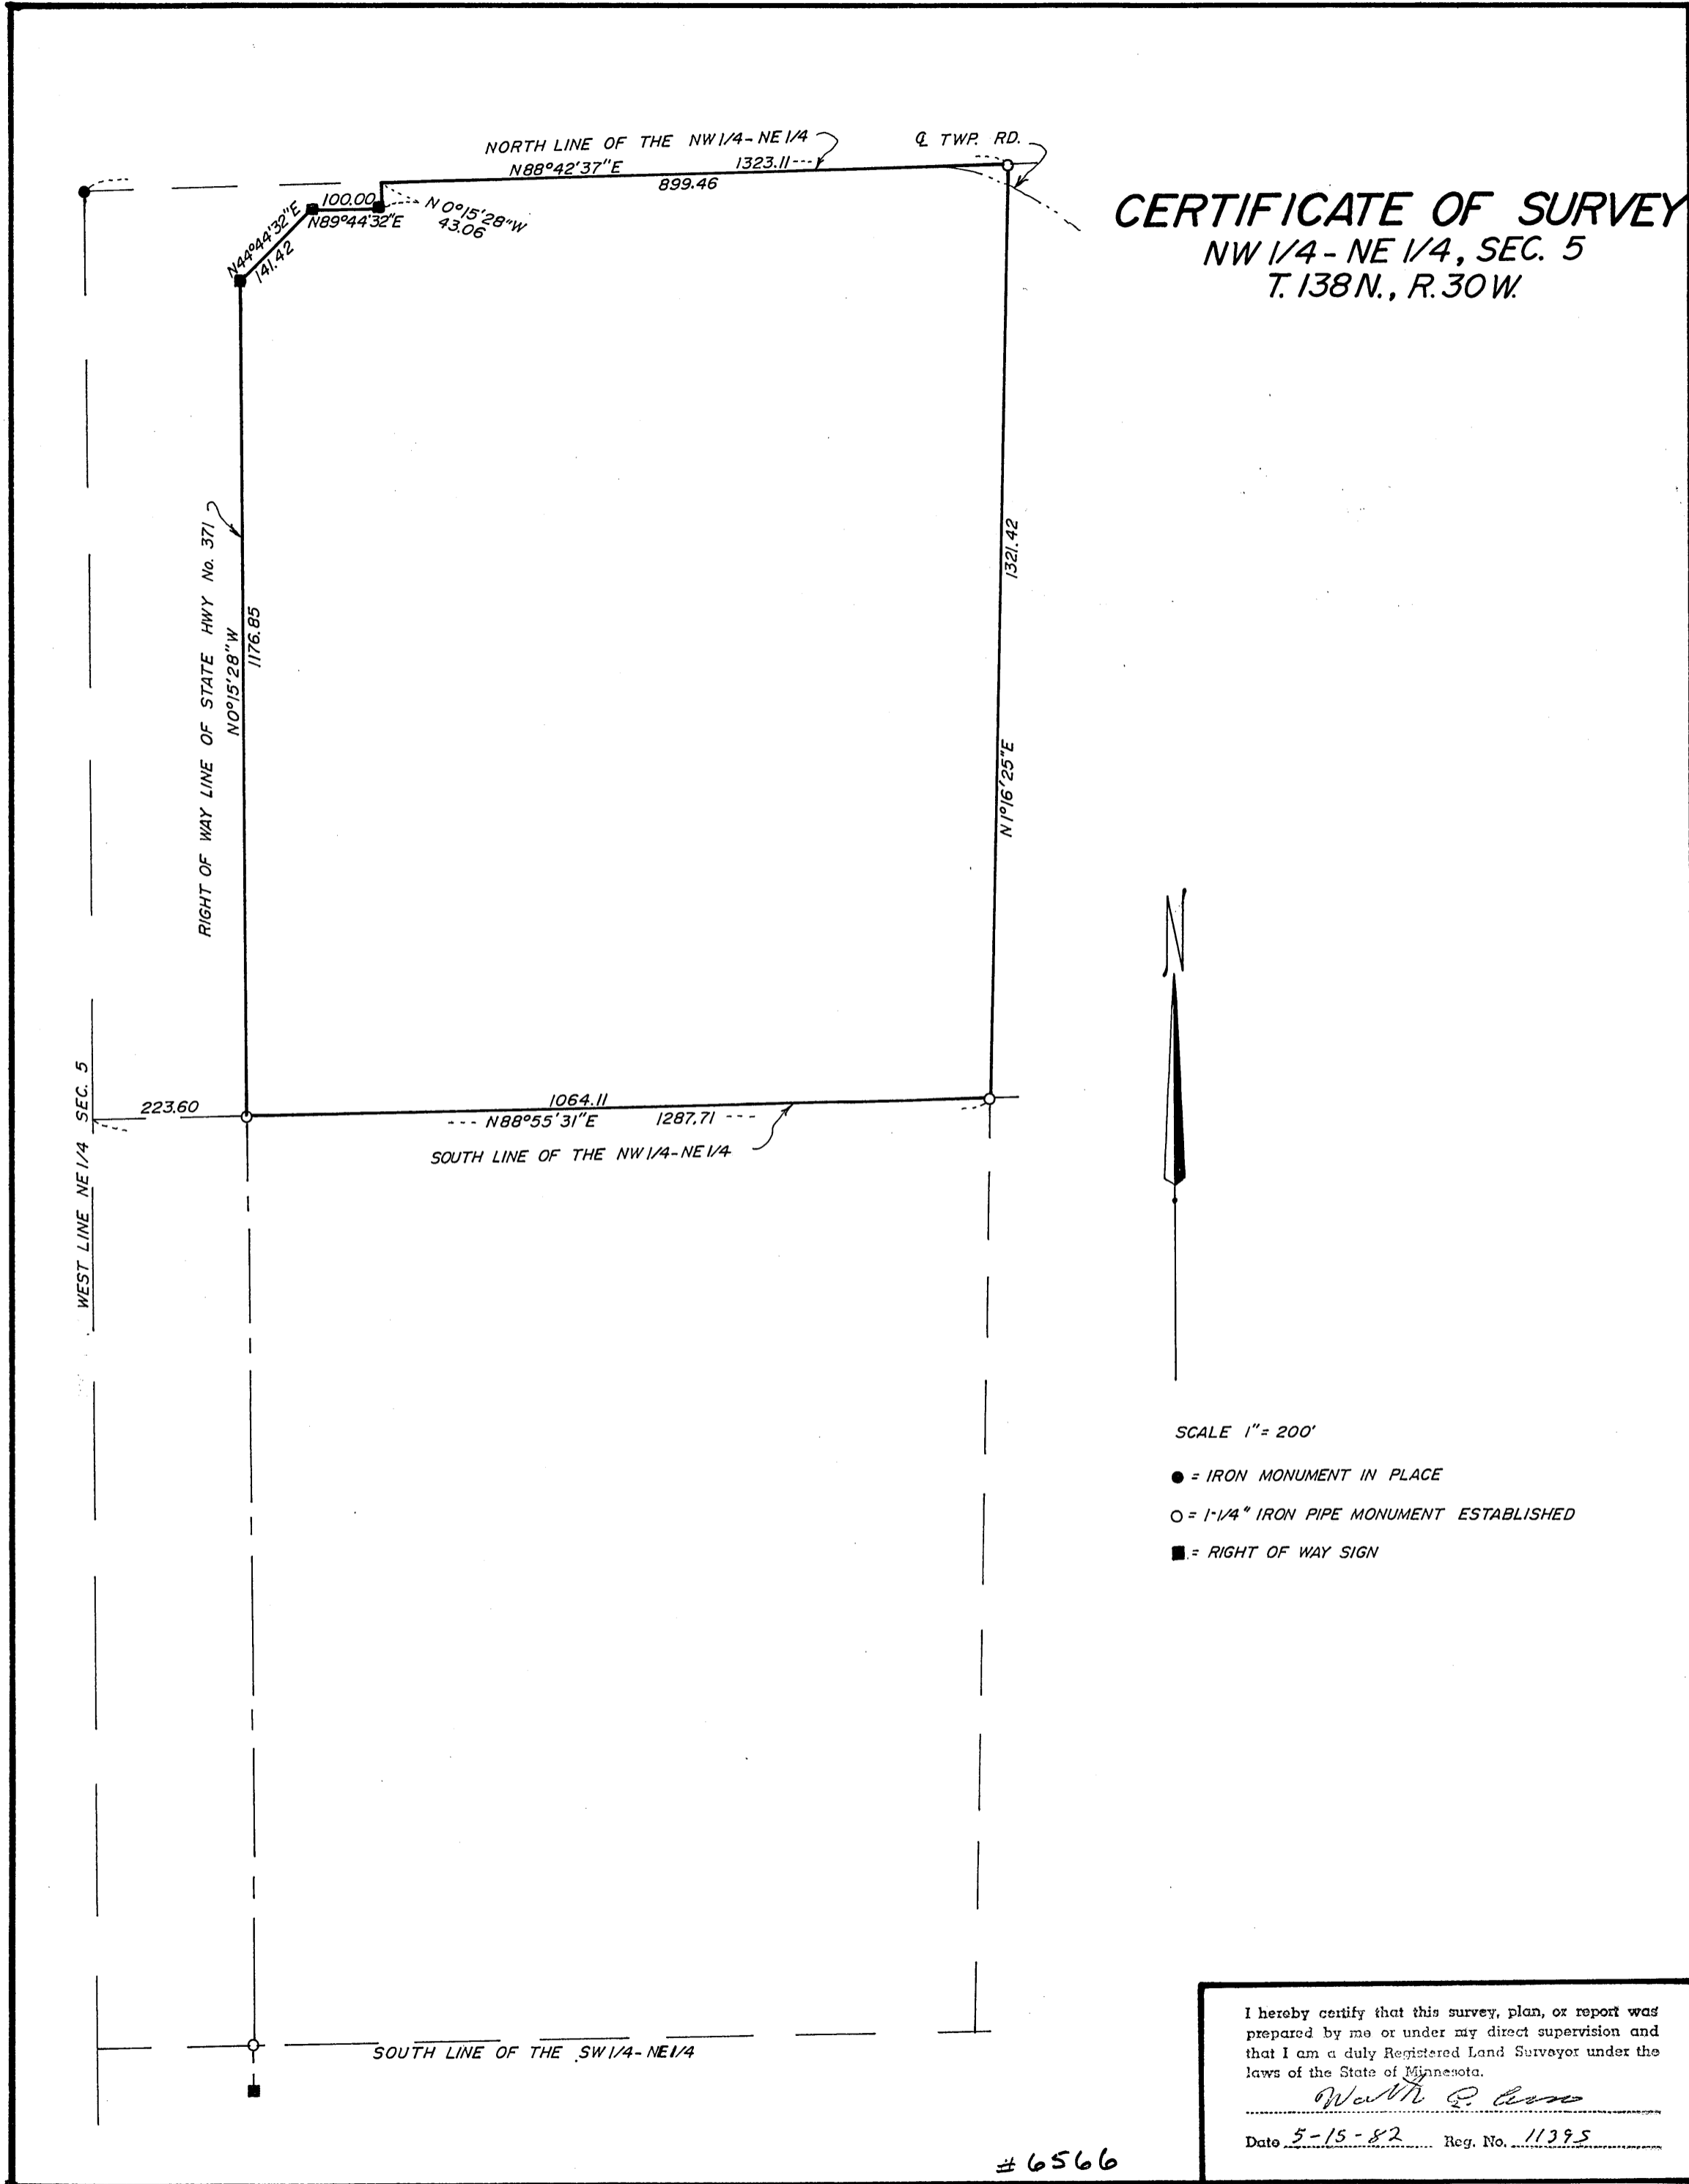 NORTH LINE OF THE NW 1/4 - NE 1/4
℄ TWP. RD.
N88°42'37"E
1323.11
899.46
100.00
N89°44'32"E
N 0°15'28"W
43.06
N44°44'32"E
141.42
CERTIFICATE OF SURVEY
NW 1/4 - NE 1/4, SEC. 5
T. 138 N., R. 30 W.
RIGHT OF WAY LINE OF STATE HWY No. 371
N0°15'28"W
1176.85
1321.42
N1°16'25"E
N
WEST LINE NE 1/4 SEC. 5
223.60
1064.11
N88°55'31"E
1287.71
SOUTH LINE OF THE NW 1/4 - NE 1/4
SCALE 1" = 200'
● = IRON MONUMENT IN PLACE
○ = 1-1/4" IRON PIPE MONUMENT ESTABLISHED
■ = RIGHT OF WAY SIGN
SOUTH LINE OF THE SW 1/4 - NE 1/4
I hereby certify that this survey, plan, or report was
prepared by me or under my direct supervision and
that I am a duly Registered Land Surveyor under the
laws of the State of Minnesota.
Date 5-15-82 Reg. No. 11395
# 6566